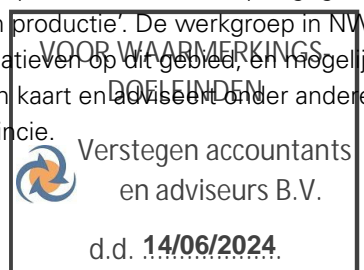 n productie’. De werkgroep in NW
VOOR WAARMERKINGS-
atieven op dit gebied, en mogelij
DOELEINDEN
n kaart en adviseert onder andere
incie.
Verstegen accountants
en adviseurs B.V.
d.d. 14/06/2024